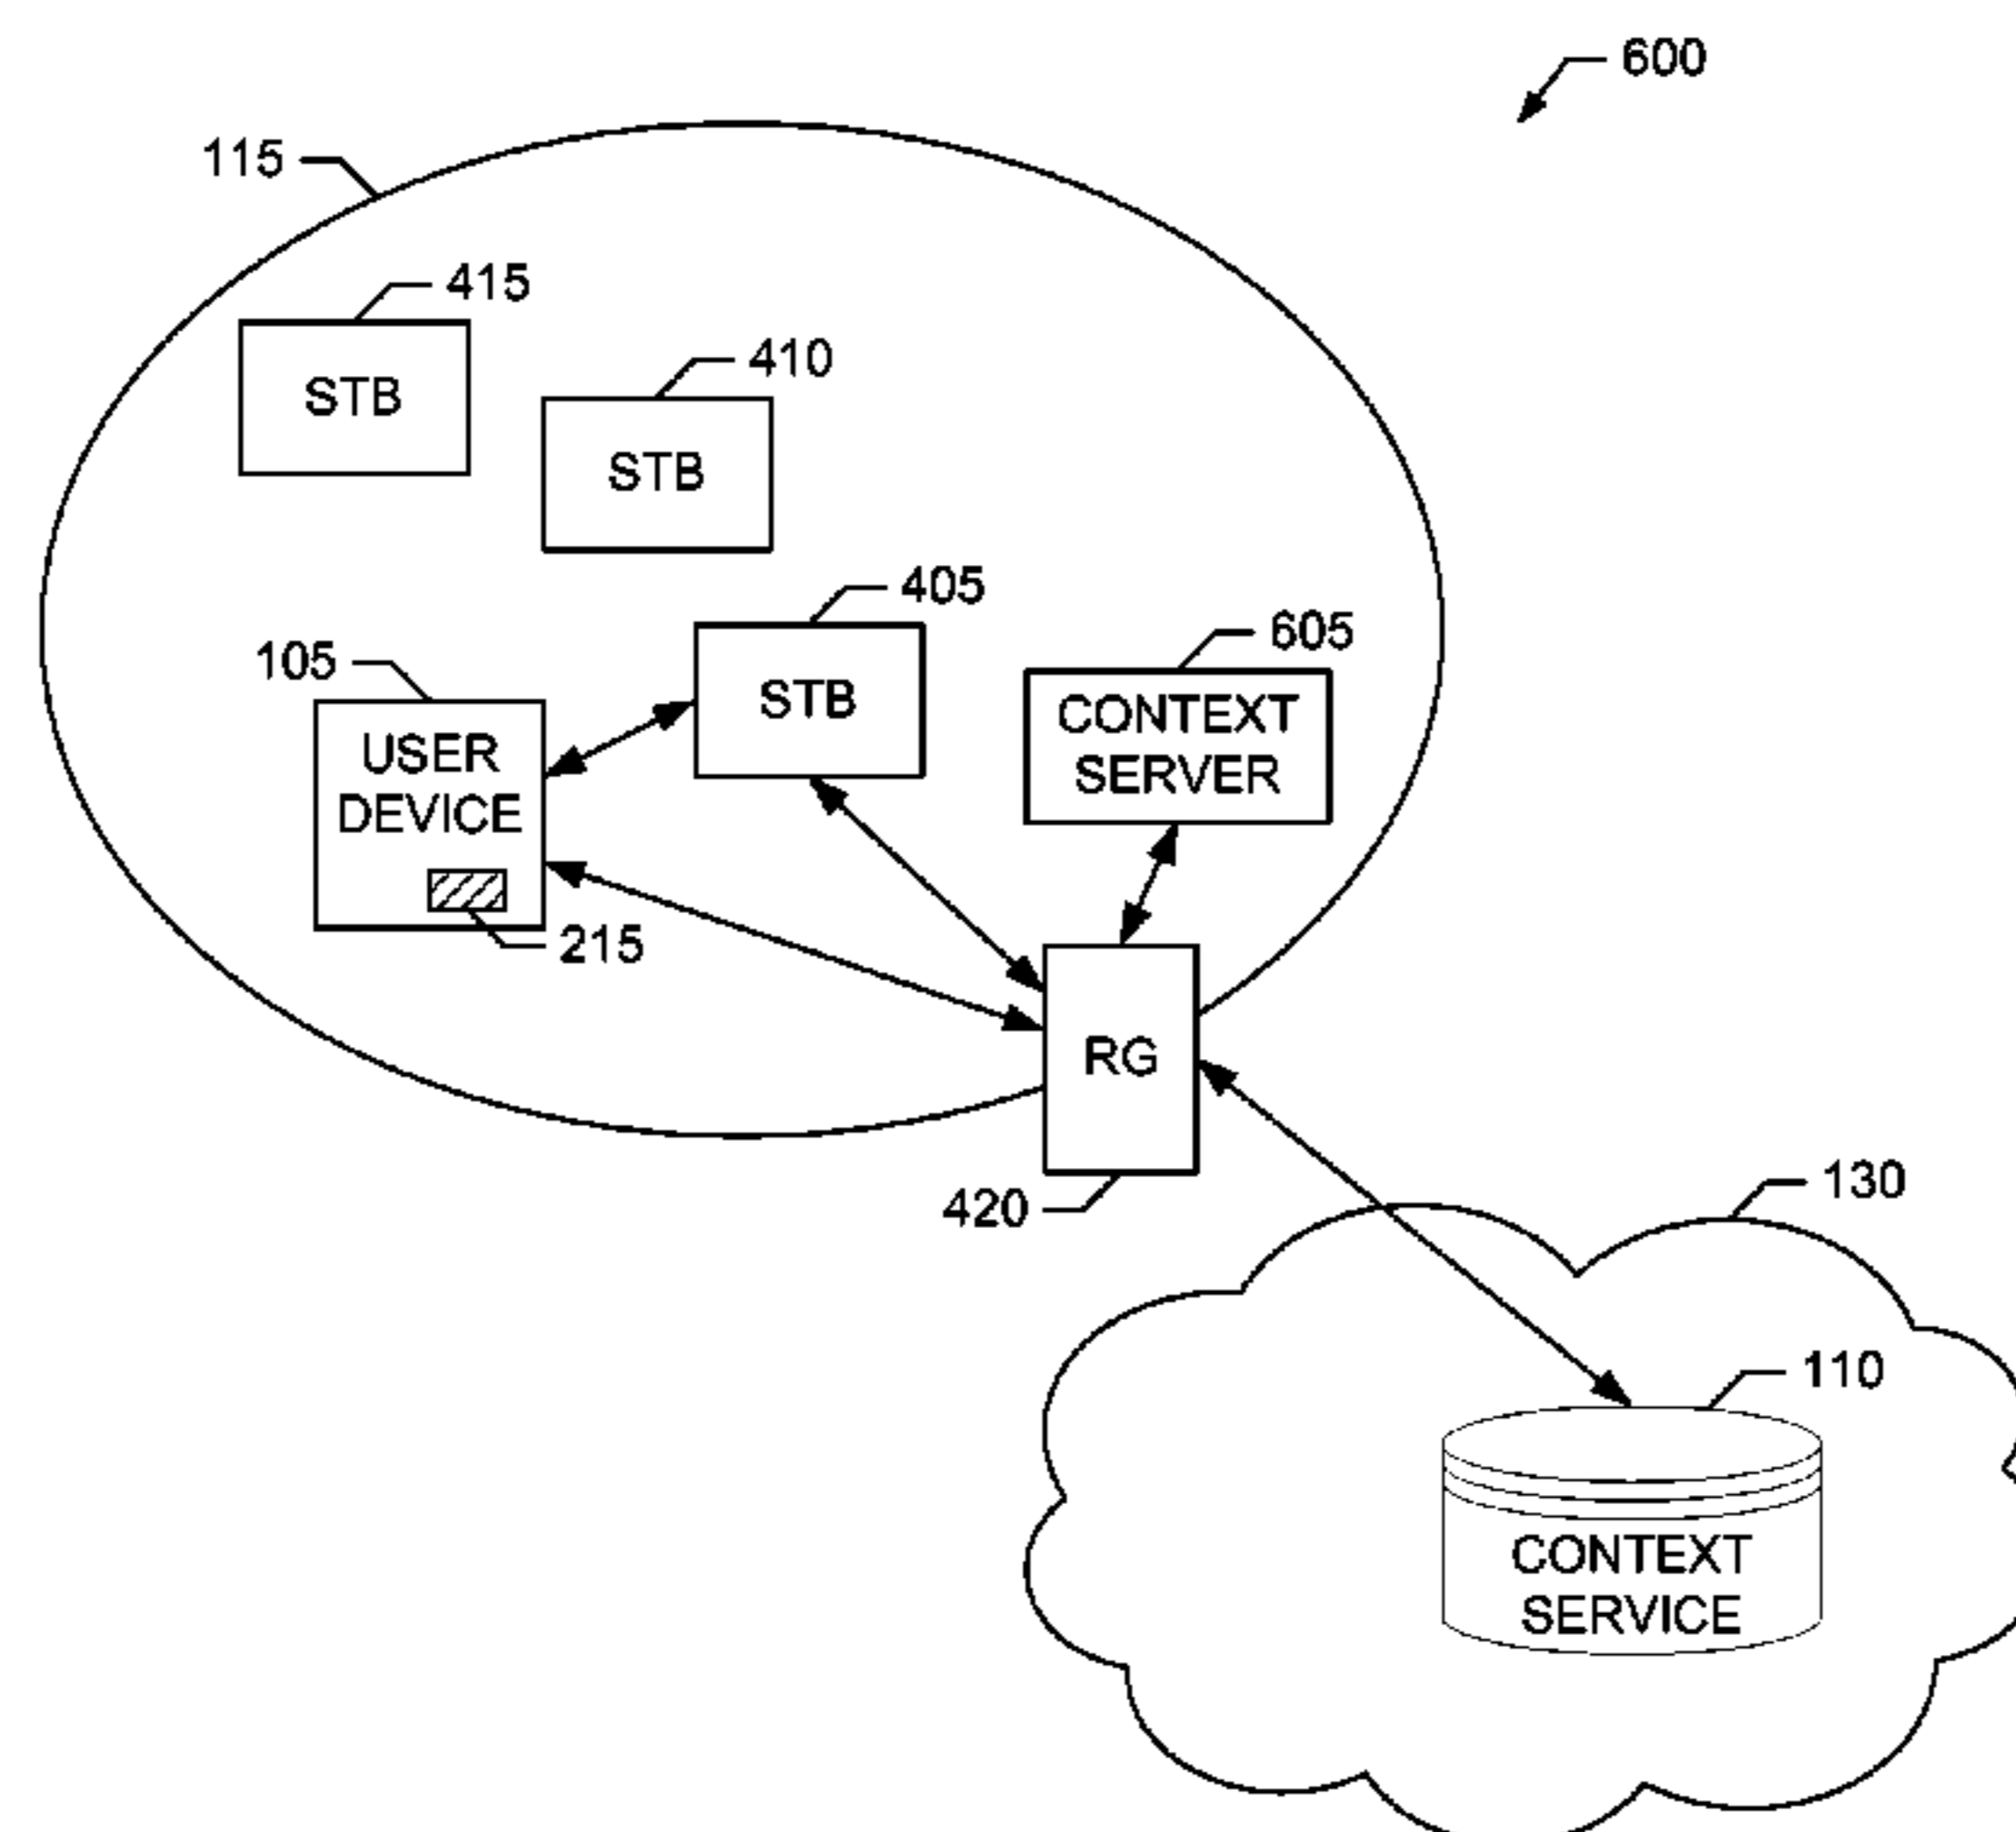 600
115
415
STB
410
STB
405
STB
605
CONTEXT
SERVER
105
USER
DEVICE
215
RG
420
130
110
CONTEXT
SERVICE